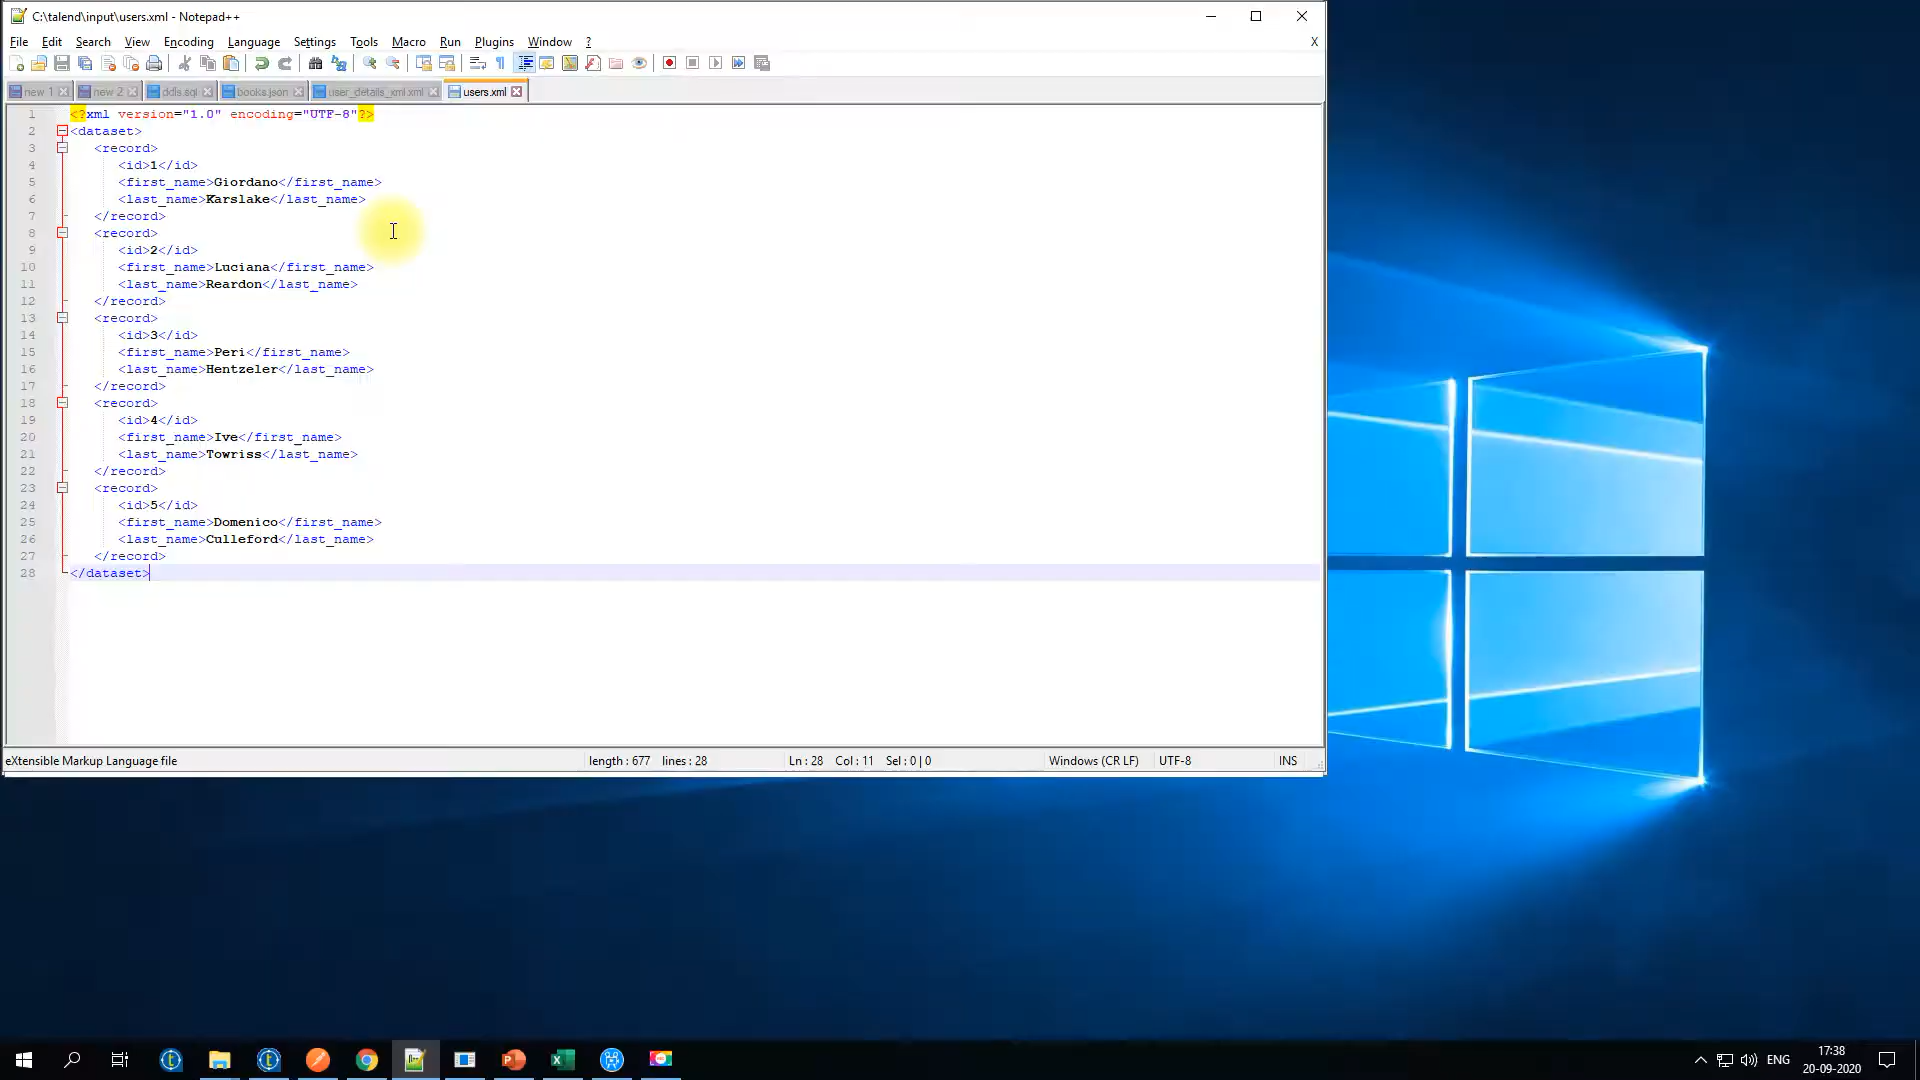 C:\talend\input\users.xml - Notepad++
File Edit Search View Encoding Language Settings Tools Macro Run Plugins Window ? X
new 1 new 2 ddls.sql books.json user_details_xml.xml users.xml
1 <?xml version="1.0" encoding="UTF-8"?>
2 <dataset>
3 <record>
4 <id>1</id>
5 <first_name>Giordano</first_name>
6 <last_name>Karslake</last_name>
7 </record>
8 <record>
9 <id>2</id>
10 <first_name>Luciana</first_name>
11 <last_name>Reardon</last_name>
12 </record>
13 <record>
14 <id>3</id>
15 <first_name>Peri</first_name>
16 <last_name>Hentzeler</last_name>
17 </record>
18 <record>
19 <id>4</id>
20 <first_name>Ive</first_name>
21 <last_name>Towriss</last_name>
22 </record>
23 <record>
24 <id>5</id>
25 <first_name>Domenico</first_name>
26 <last_name>Culleford</last_name>
27 </record>
28 </dataset>
eXtensible Markup Language file length : 677 lines : 28 Ln : 28 Col : 11 Sel : 0 | 0 Windows (CR LF) UTF-8 INS
ENG
17:38
20-09-2020